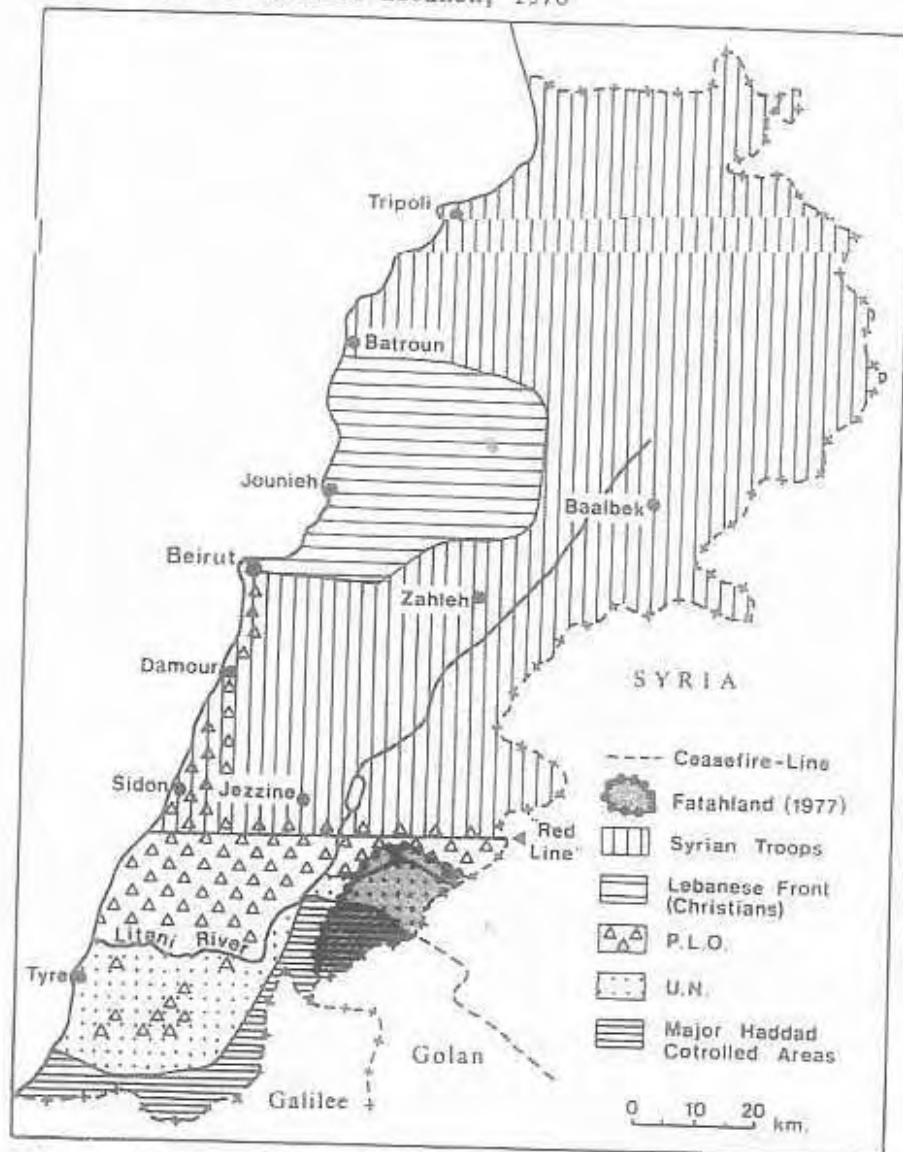 Tripoli
Batroun
Jounieh
Baalbek
Beirut
Zahleh
Damour
SYRIA
Sidon
Jezzine
Red
Line
Litani River
Tyre
Galilee
Golan
Ceasefire-Line
Fatahland (1977)
Syrian Troops
Lebanese Front
(Christians)
P.L.O.
U.N.
Major Haddad
Cotrolled Areas
0 10 20
km.